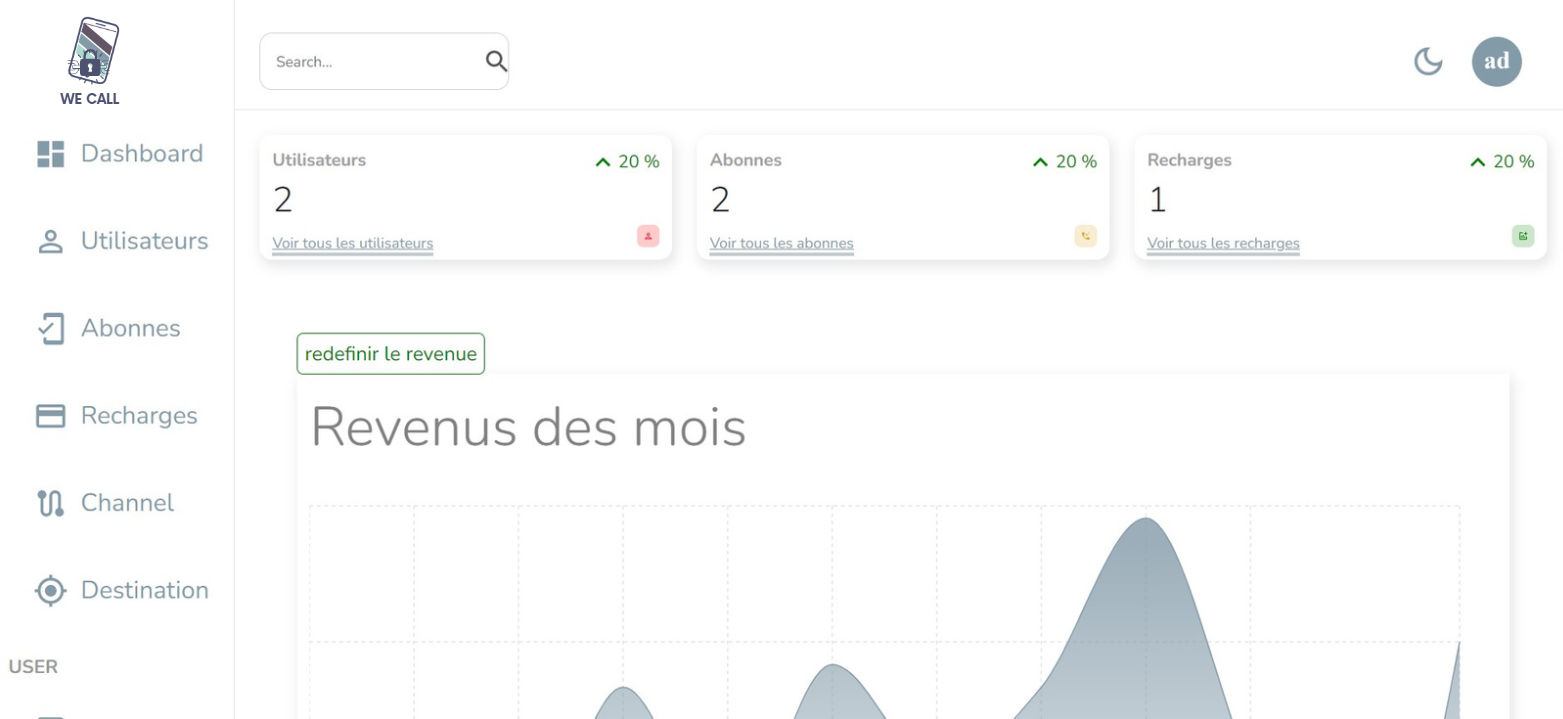 WE CALL
Search...
ad
Dashboard
Utilisateurs
Abonnes
Recharges
Channel
Destination
USER
Utilisateurs
20 %
2
Voir tous les utilisateurs
Abonnes
20 %
2
Voir tous les abonnes
Recharges
20 %
1
Voir tous les recharges
redefinir le revenue
Revenus des mois